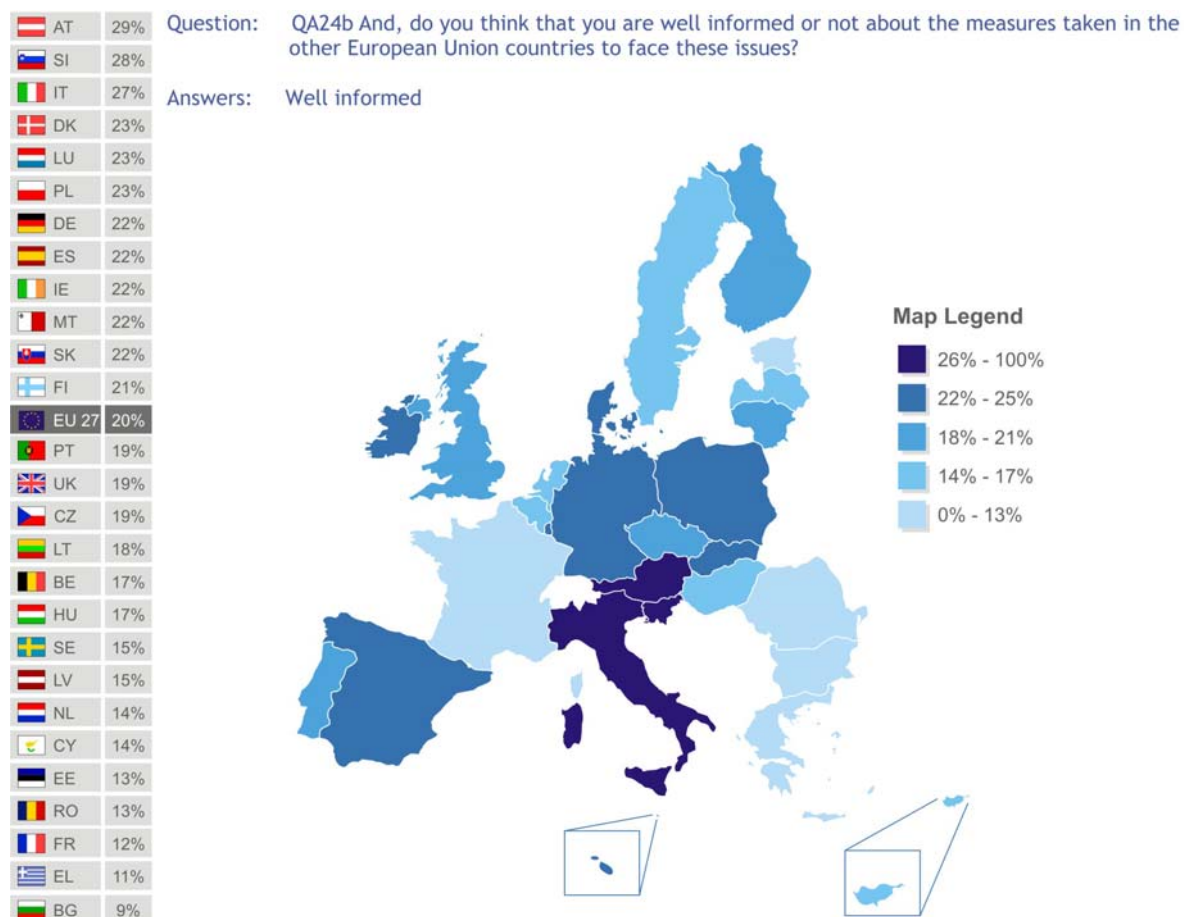 AT 29%
SI 28%
IT 27%
DK 23%
LU 23%
PL 23%
DE 22%
ES 22%
IE 22%
MT 22%
SK 22%
FI 21%
EU 27 20%
PT 19%
UK 19%
CZ 19%
LT 18%
BE 17%
HU 17%
SE 15%
LV 15%
NL 14%
CY 14%
EE 13%
RO 13%
FR 12%
EL 11%
BG 9%
Question: QA24b And, do you think that you are well informed or not about the measures taken in the
other European Union countries to face these issues?
Answers: Well informed
Map Legend
26% - 100%
22% - 25%
18% - 21%
14% - 17%
0% - 13%